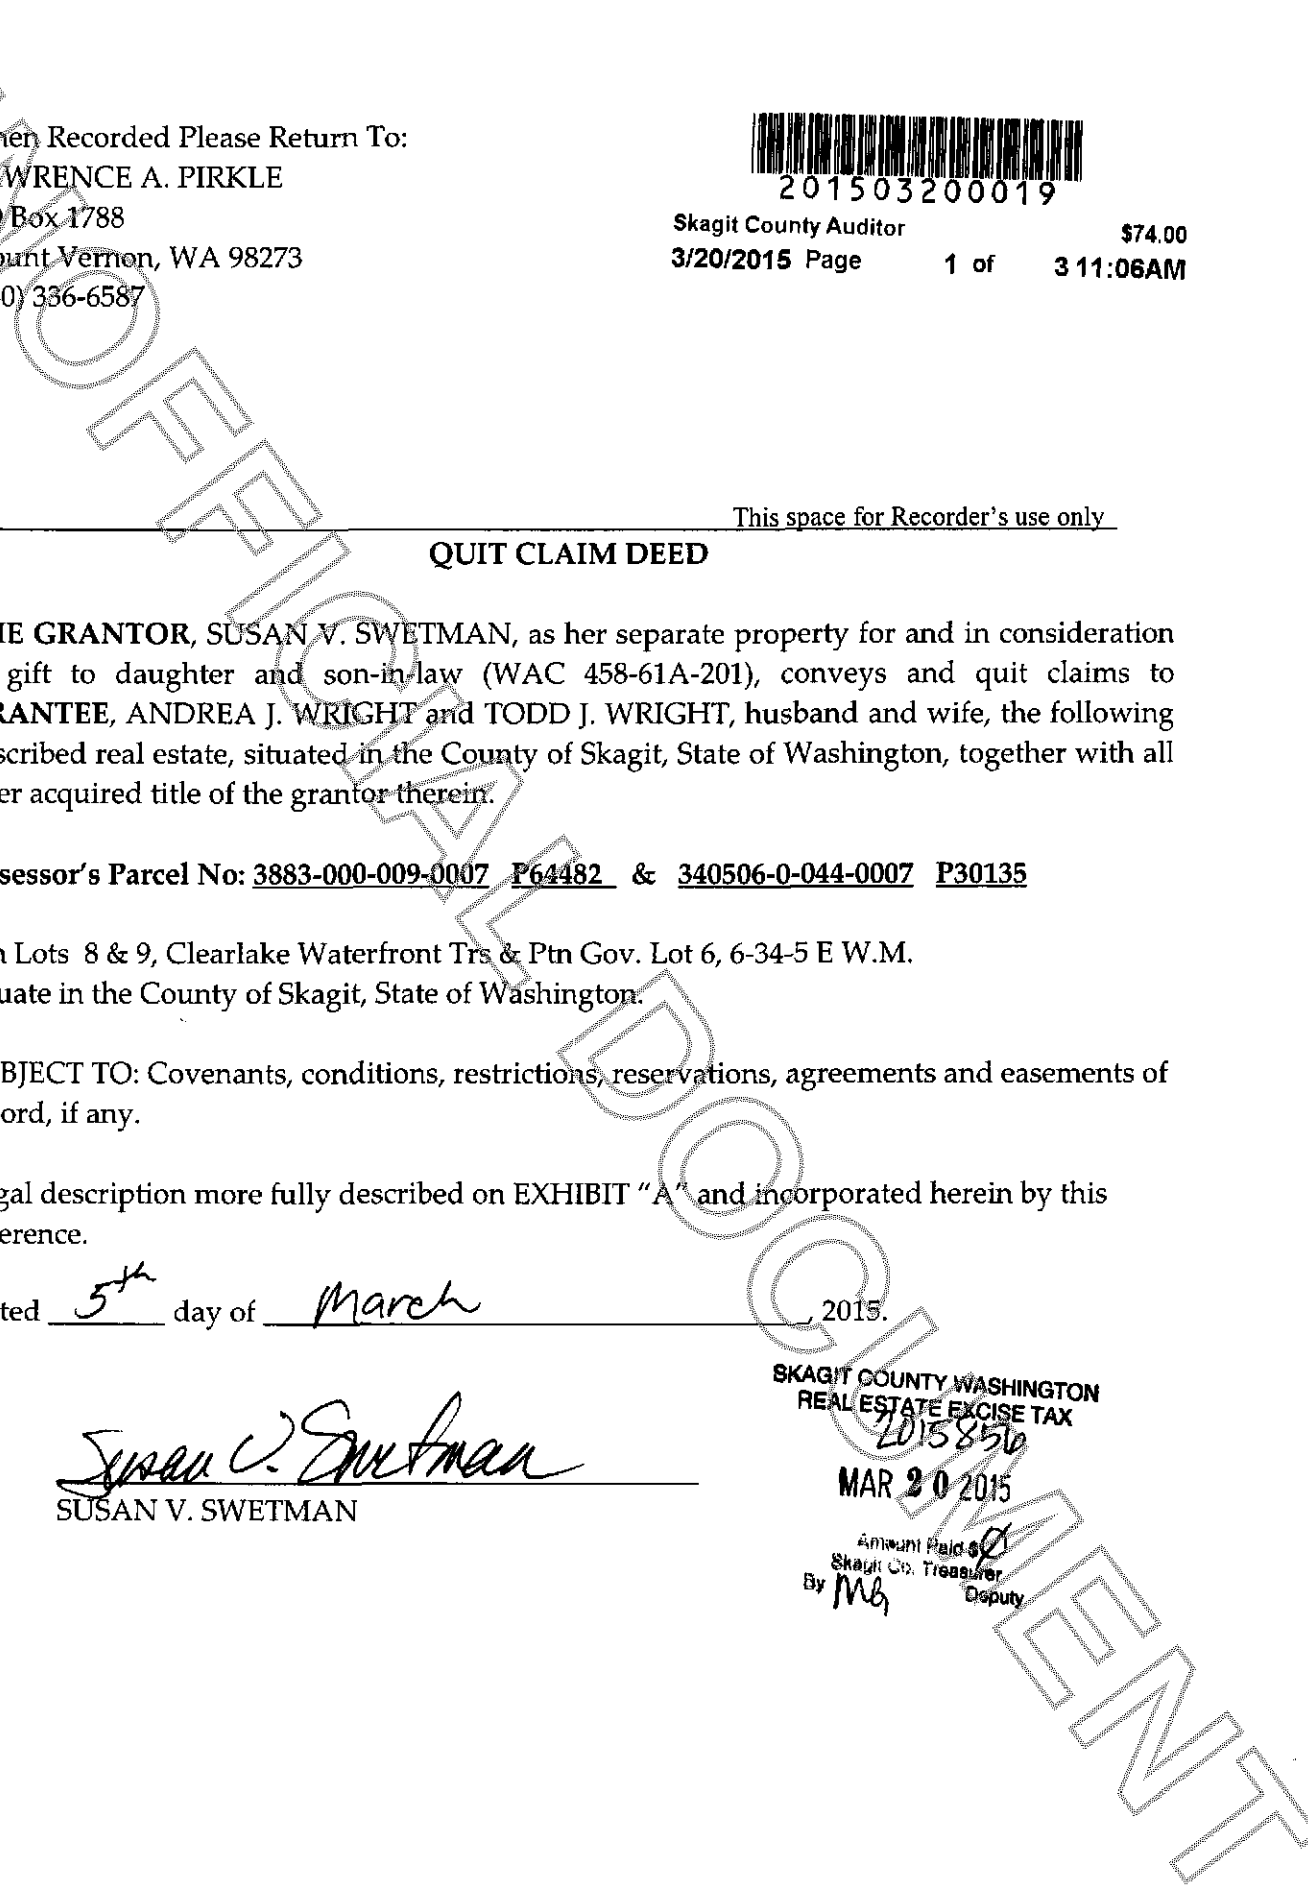 hen Recorded Please Return To:
WRENCE A. PIRKLE
Box 1788
ount Vernon, WA 98273
0) 336-6587
201503200019
Skagit County Auditor $74.00
3/20/2015 Page 1 of 3 11:06AM
This space for Recorder's use only
QUIT CLAIM DEED
HE GRANTOR, SUSAN V. SWETMAN, as her separate property for and in consideration
gift to daughter and son-in-law (WAC 458-61A-201), conveys and quit claims to
RANTEE, ANDREA J. WRIGHT and TODD J. WRIGHT, husband and wife, the following
scribed real estate, situated in the County of Skagit, State of Washington, together with all
er acquired title of the grantor therein.
sessor's Parcel No: 3883-000-009-0007 P64482 & 340506-0-044-0007 P30135
n Lots 8 & 9, Clearlake Waterfront Trs & Ptn Gov. Lot 6, 6-34-5 E W.M.
uate in the County of Skagit, State of Washington.
BJECT TO: Covenants, conditions, restrictions, reservations, agreements and easements of
ord, if any.
gal description more fully described on EXHIBIT "A" and incorporated herein by this
erence.
ted 5th day of March, 2015.
SKAGIT COUNTY WASHINGTON
REAL ESTATE EXCISE TAX
2015856
MAR 20 2015
Amount Paid $Ø
Skagit Co. Treasurer
By MG Deputy
Susan V. Swetman
SUSAN V. SWETMAN
UNOFFICIAL DOCUMENT